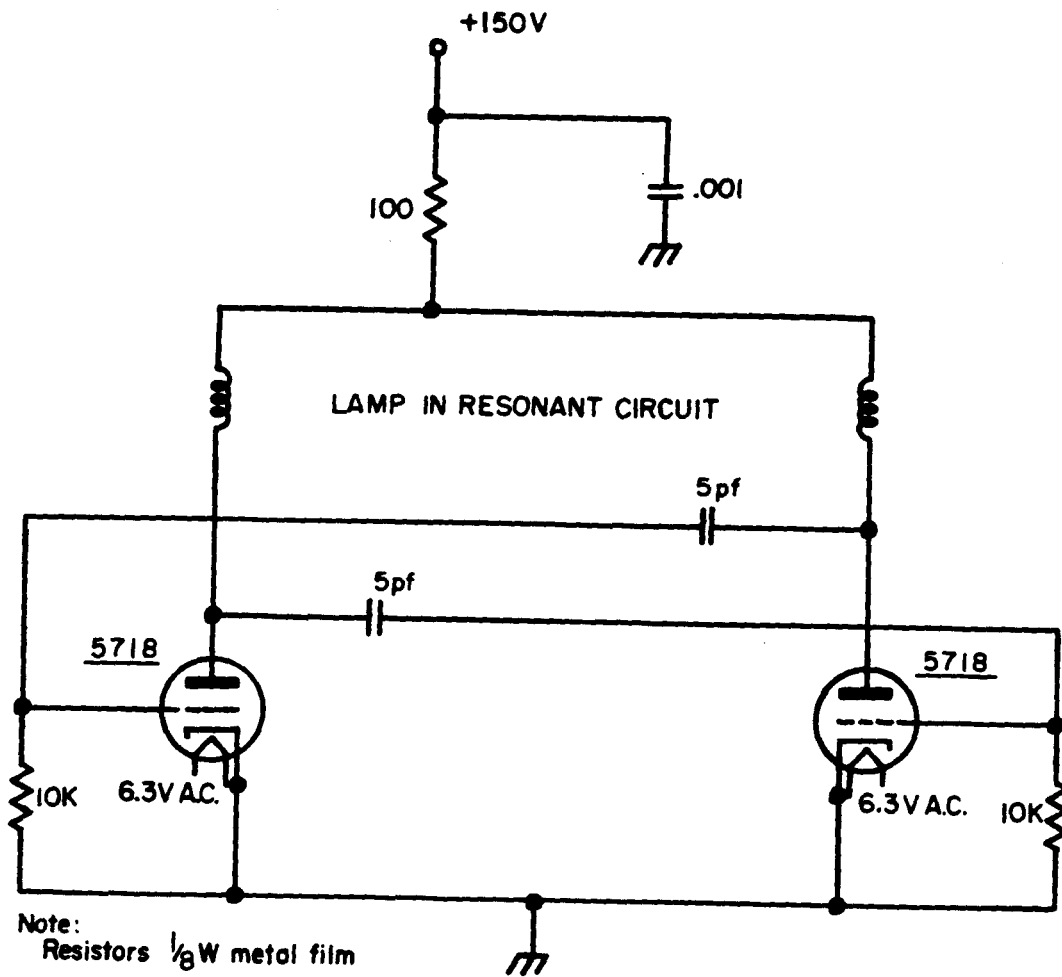 +150V
100
.001
LAMP IN RESONANT CIRCUIT
5pf
5pf
5718
5718
10K
6.3V A.C.
6.3V A.C.
10K
Note:
Resistors 1/8W metal film